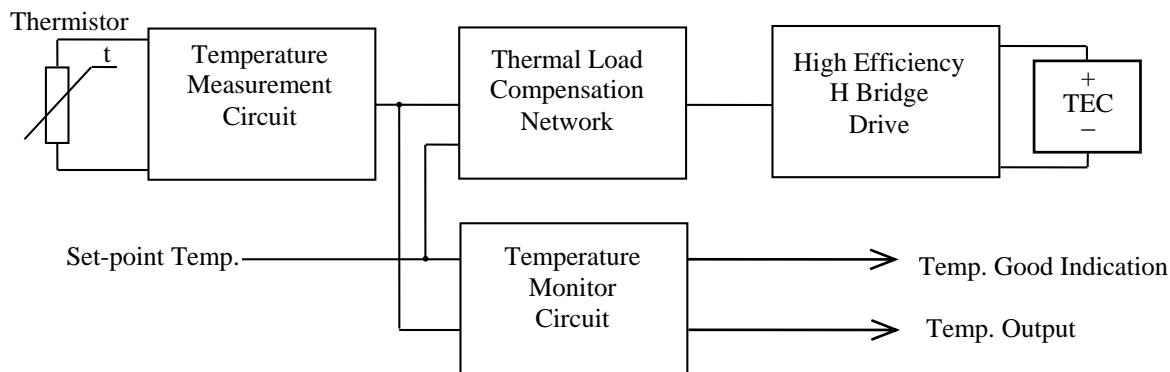 Thermistor
t
Temperature
Measurement
Circuit
Thermal Load
Compensation
Network
High Efficiency
H Bridge
Drive
+
TEC
–
Set-point Temp.
Temperature
Monitor
Circuit
Temp. Good Indication
Temp. Output